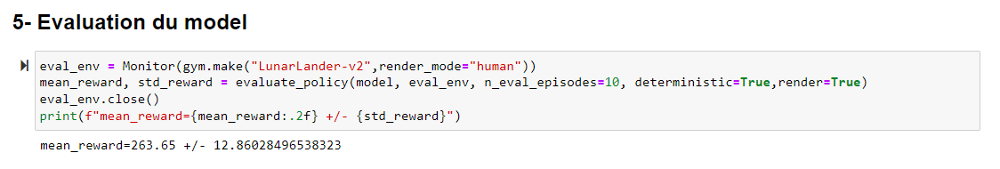 5- Evaluation du model
eval_env = Monitor(gym.make("LunarLander-v2",render_mode="human"))
mean_reward, std_reward = evaluate_policy(model, eval_env, n_eval_episodes=10, deterministic=True,render=True)
eval_env.close()
print(f"mean_reward={mean_reward:.2f} +/- {std_reward}")
mean_reward=263.65 +/- 12.86028496538323